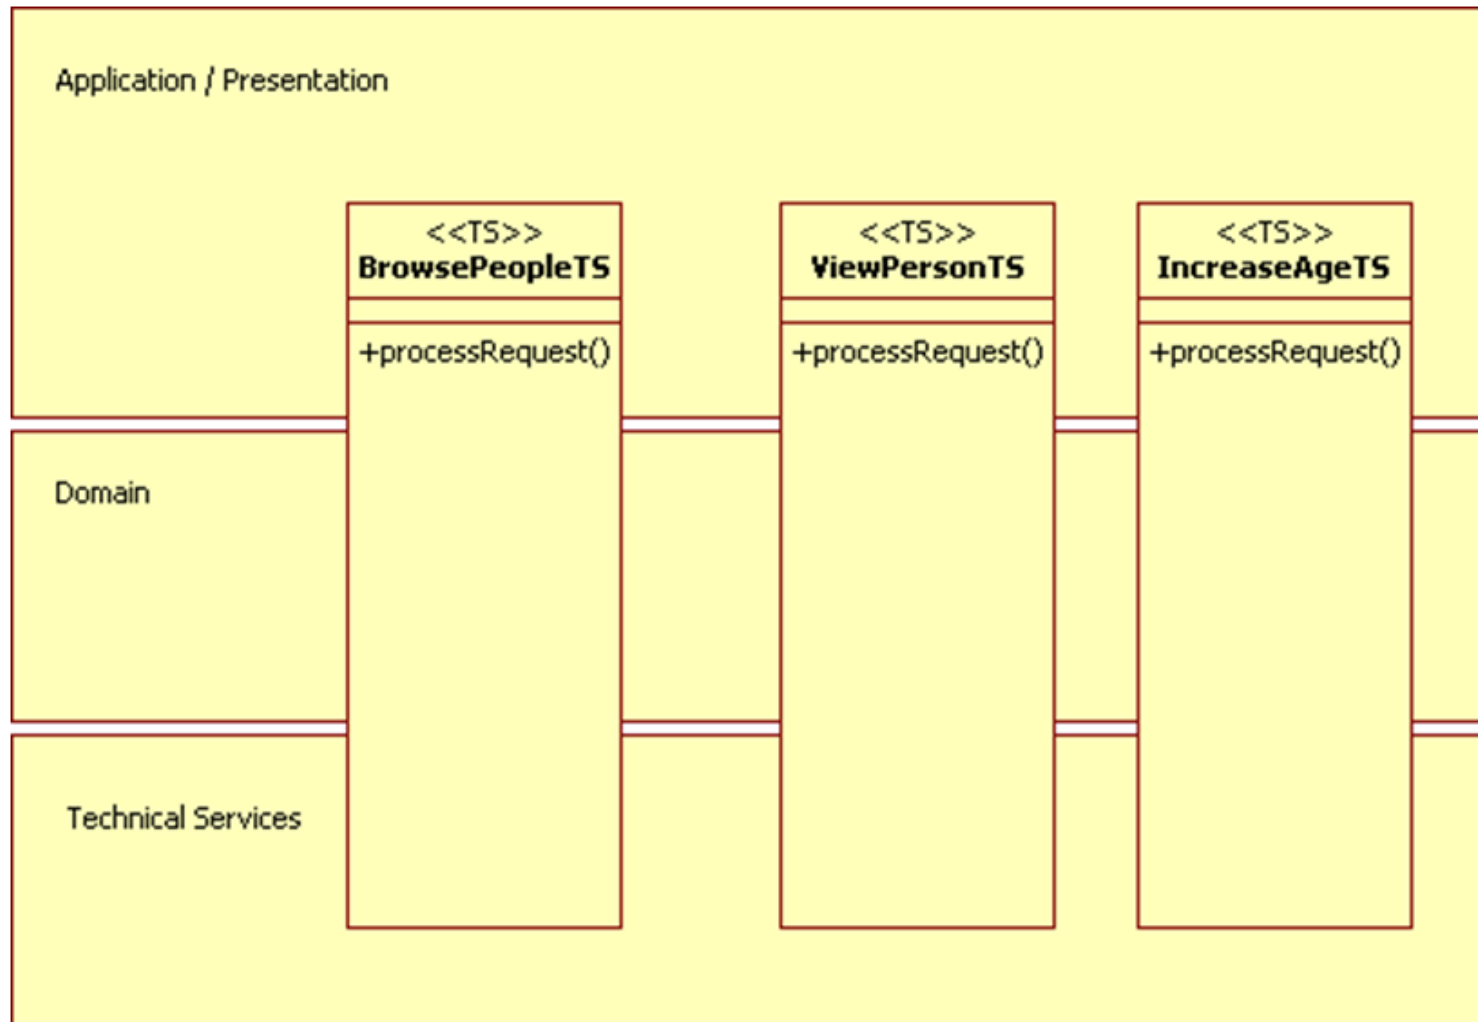 Application / Presentation
<<TS>>
BrowsePeopleTS
+processRequest()
<<TS>>
ViewPersonTS
+processRequest()
<<TS>>
IncreaseAgeTS
+processRequest()
Domain
Technical Services